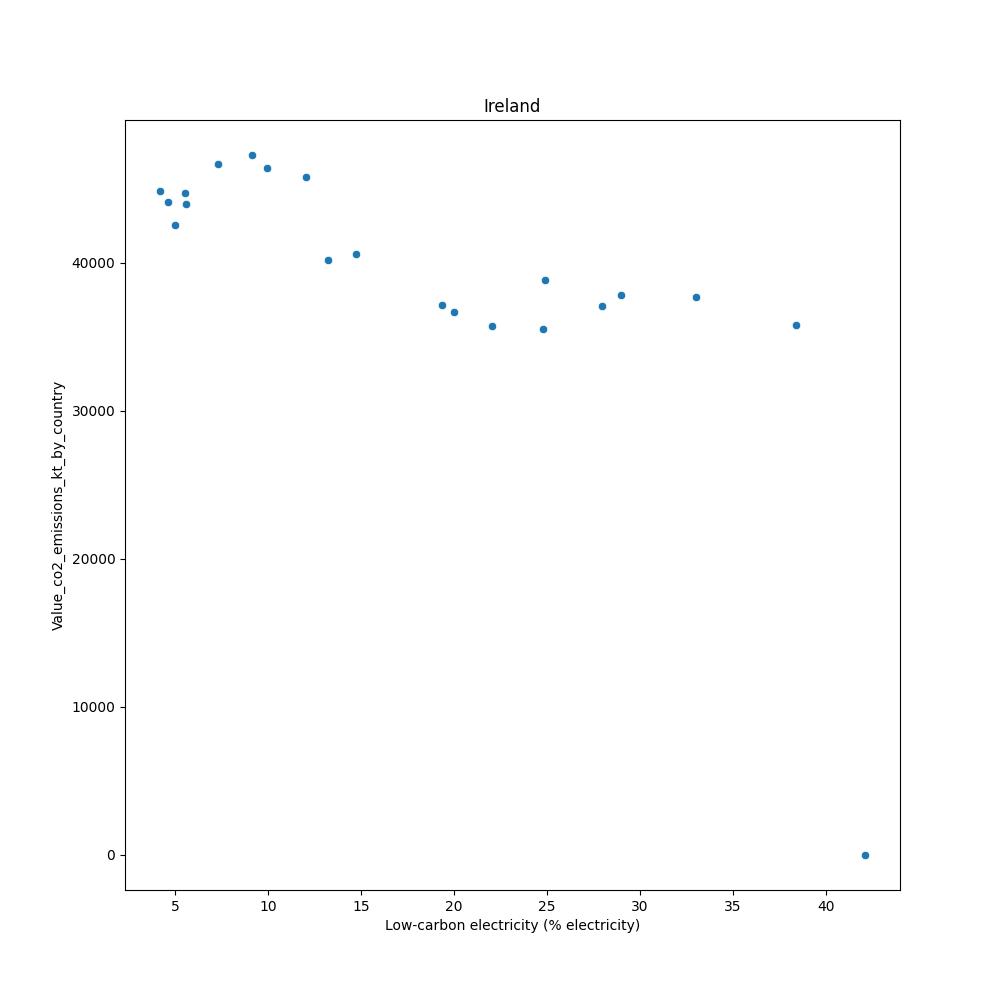 Ireland
Value_co2_emissions_kt_by_country
40000
30000
20000
10000
0
5 10 15 20 25 30 35 40
Low-carbon electricity (% electricity)